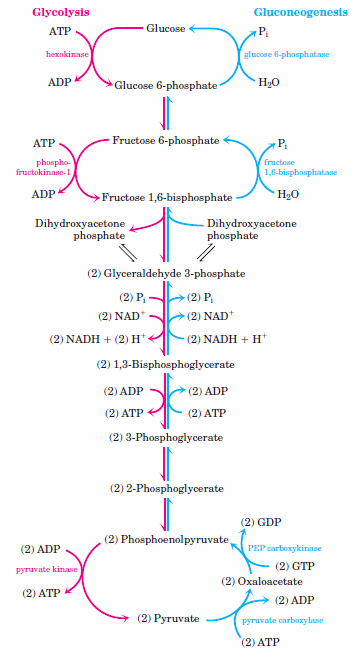 Glycolysis
Gluconeogenesis
ATP
Glucose
Pi
hexokinase
glucose 6-phosphatase
ADP
Glucose 6-phosphate
H2O
ATP
Fructose 6-phosphate
Pi
phospho-
fructokinase-1
fructose
1,6-bisphosphatase
ADP
Fructose 1,6-bisphosphate
H2O
Dihydroxyacetone
phosphate
Dihydroxyacetone
phosphate
(2) Glyceraldehyde 3-phosphate
(2) Pi
(2) Pi
(2) NAD+
(2) NAD+
(2) NADH + (2) H+
(2) NADH + H+
(2) 1,3-Bisphosphoglycerate
(2) ADP
(2) ADP
(2) ATP
(2) ATP
(2) 3-Phosphoglycerate
(2) 2-Phosphoglycerate
(2) GDP
(2) Phosphoenolpyruvate
(2) ADP
PEP carboxykinase
pyruvate kinase
(2) GTP
(2) Oxaloacetate
(2) ATP
(2) ADP
(2) Pyruvate
pyruvate carboxylase
(2) ATP